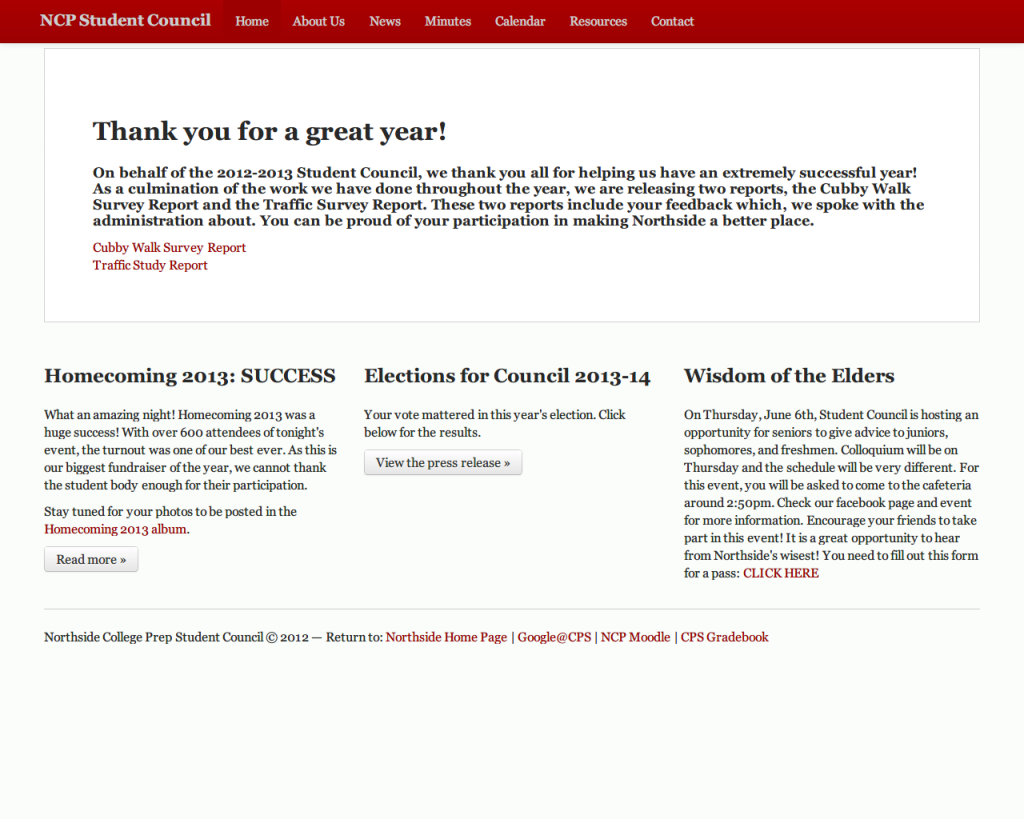 NCP Student Council Home About Us News Minutes Calendar Resources Contact
Thank you for a great year!
On behalf of the 2012-2013 Student Council, we thank you all for helping us have an extremely successful year!
As a culmination of the work we have done throughout the year, we are releasing two reports, the Cubby Walk
Survey Report and the Traffic Survey Report. These two reports include your feedback which, we spoke with the
administration about. You can be proud of your participation in making Northside a better place.
Cubby Walk Survey Report
Traffic Study Report
Homecoming 2013: SUCCESS
What an amazing night! Homecoming 2013 was a
huge success! With over 600 attendees of tonight's
event, the turnout was one of our best ever. As this is
our biggest fundraiser of the year, we cannot thank
the student body enough for their participation.
Stay tuned for your photos to be posted in the
Homecoming 2013 album.
Read more »
Elections for Council 2013-14
Your vote mattered in this year's election. Click
below for the results.
View the press release »
Wisdom of the Elders
On Thursday, June 6th, Student Council is hosting an
opportunity for seniors to give advice to juniors,
sophomores, and freshmen. Colloquium will be on
Thursday and the schedule will be very different. For
this event, you will be asked to come to the cafeteria
around 2:50pm. Check our facebook page and event
for more information. Encourage your friends to take
part in this event! It is a great opportunity to hear
from Northside's wisest! You need to fill out this form
for a pass: CLICK HERE
Northside College Prep Student Council © 2012 — Return to: Northside Home Page | Google@CPS | NCP Moodle | CPS Gradebook